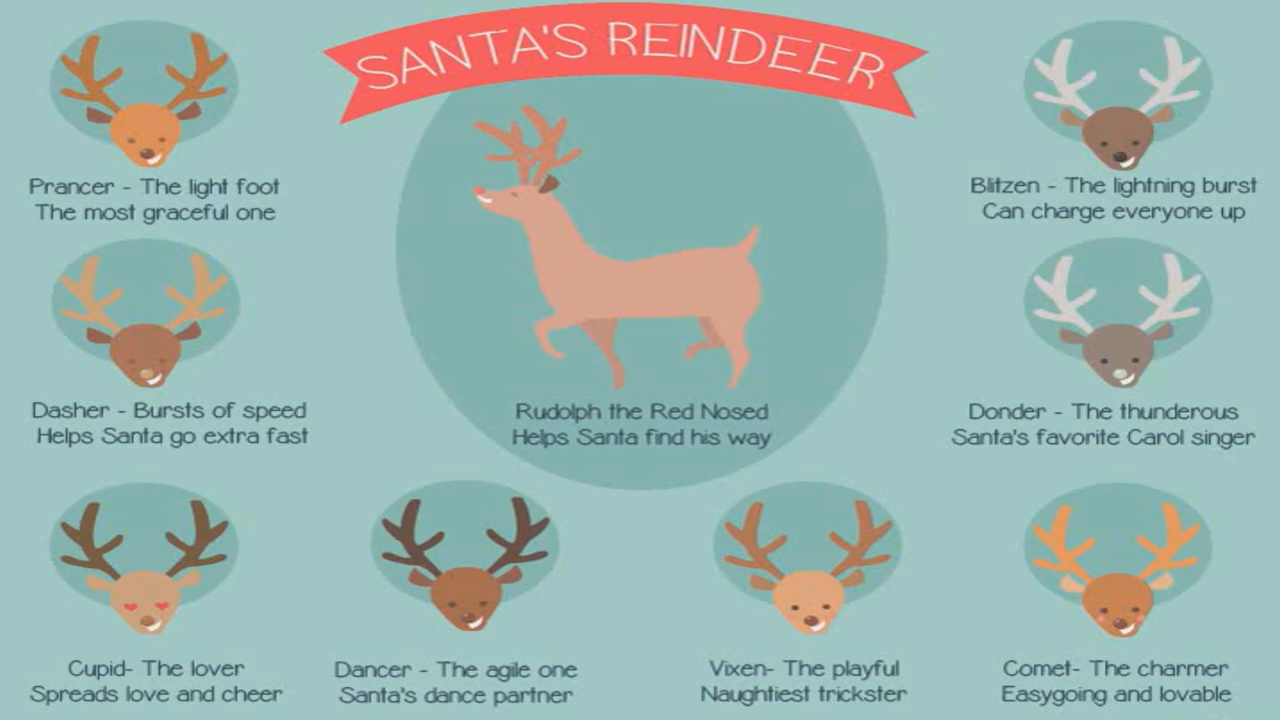 SANTA'S REINDEER
Prancer - The light foot
The most graceful one
Blitzen - The lightning burst
Can charge everyone up
Dasher - Bursts of speed
Helps Santa go extra fast
Rudolph the Red Nosed
Helps Santa find his way
Donder - The thunderous
Santa's favorite Carol singer
Cupid- The lover
Spreads love and cheer
Dancer - The agile one
Santa's dance partner
Vixen- The playful
Naughtiest trickster
Comet- The charmer
Easygoing and lovable